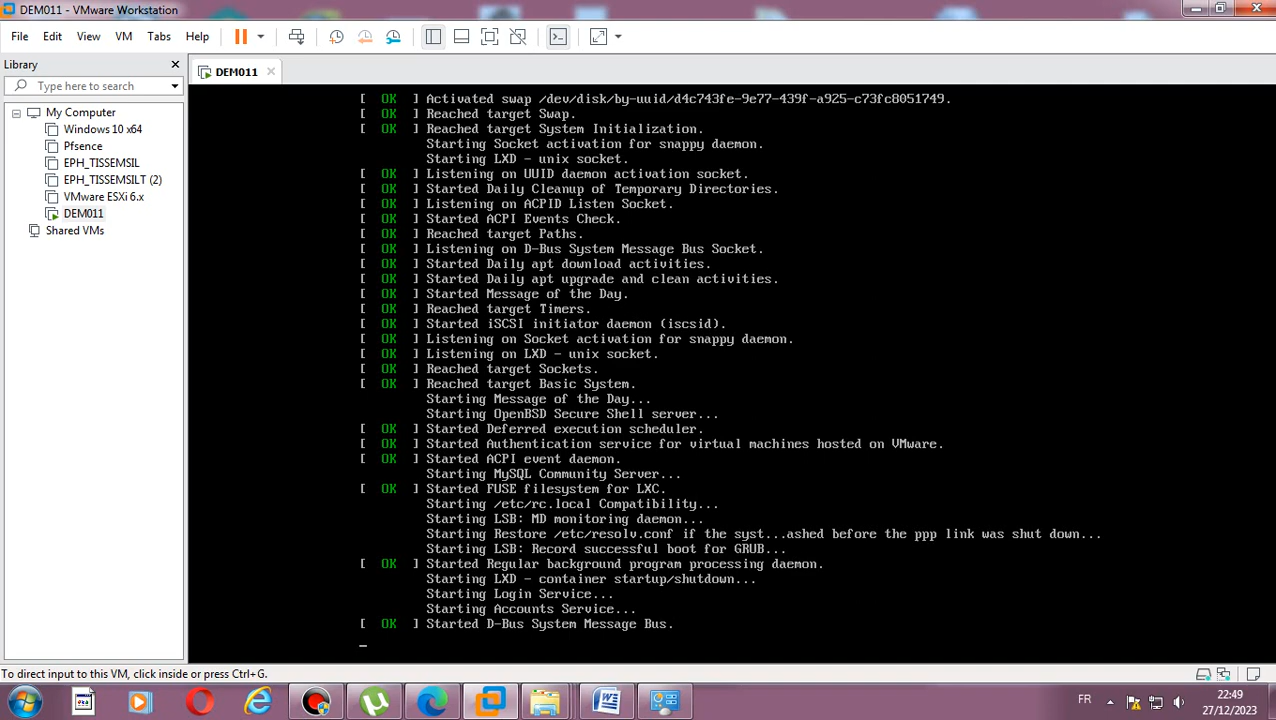 DEM011 - VMware Workstation
File Edit View VM Tabs Help
Library
Type here to search
My Computer
Windows 10 x64
Pfsence
EPH_TISSEMSIL
EPH_TISSEMSILT (2)
VMware ESXi 6.x
DEM011
Shared VMs
DEM011
[ OK ] Activated swap /dev/disk/by-uuid/d4c743fe-9e77-439f-a925-c73fc8051749.
[ OK ] Reached target Swap.
[ OK ] Reached target System Initialization.
Starting Socket activation for snappy daemon.
Starting LXD - unix socket.
[ OK ] Listening on UUID daemon activation socket.
[ OK ] Started Daily Cleanup of Temporary Directories.
[ OK ] Listening on ACPID Listen Socket.
[ OK ] Started ACPI Events Check.
[ OK ] Reached target Paths.
[ OK ] Listening on D-Bus System Message Bus Socket.
[ OK ] Started Daily apt download activities.
[ OK ] Started Daily apt upgrade and clean activities.
[ OK ] Started Message of the Day.
[ OK ] Reached target Timers.
[ OK ] Started iSCSI initiator daemon (iscsid).
[ OK ] Listening on Socket activation for snappy daemon.
[ OK ] Listening on LXD - unix socket.
[ OK ] Reached target Sockets.
[ OK ] Reached target Basic System.
Starting Message of the Day...
Starting OpenBSD Secure Shell server...
[ OK ] Started Deferred execution scheduler.
[ OK ] Started Authentication service for virtual machines hosted on VMware.
[ OK ] Started ACPI event daemon.
Starting MySQL Community Server...
[ OK ] Started FUSE filesystem for LXC.
Starting /etc/rc.local Compatibility...
Starting LSB: MD monitoring daemon...
Starting Restore /etc/resolv.conf if the syst...ashed before the ppp link was shut down...
Starting LSB: Record successful boot for GRUB...
[ OK ] Started Regular background program processing daemon.
Starting LXD - container startup/shutdown...
Starting Login Service...
Starting Accounts Service...
[ OK ] Started D-Bus System Message Bus.
To direct input to this VM, click inside or press Ctrl+G.
FR
22:49
27/12/2023